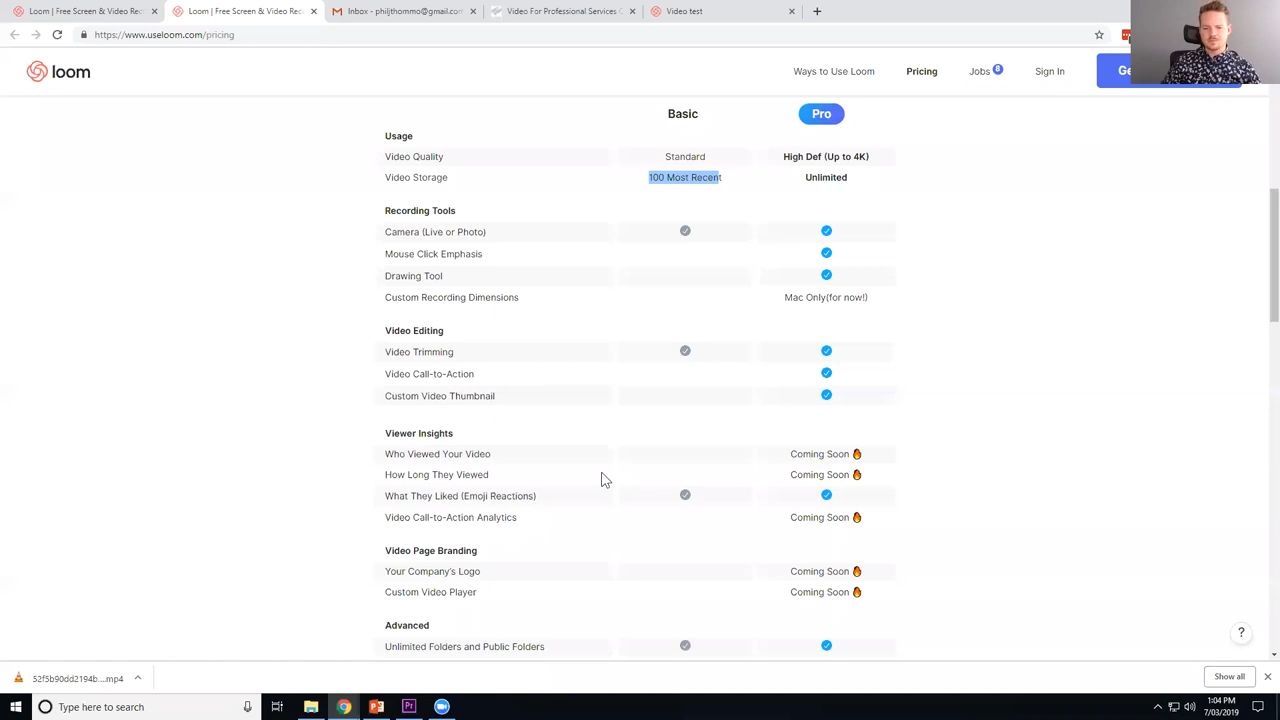 Loom | Free Screen & Video Rec
Loom | Free Screen & Video Rec
Inbox - philjthommo@gmail.com
Video For Professional Services C
Video test
https://www.useloom.com/pricing
loom
Ways to Use Loom
Pricing
Jobs 8
Sign In
Ge
Basic
Pro
Usage
Video Quality Standard High Def (Up to 4K)
Video Storage 100 Most Recent Unlimited
Recording Tools
Camera (Live or Photo)
Mouse Click Emphasis
Drawing Tool
Custom Recording Dimensions Mac Only(for now!)
Video Editing
Video Trimming
Video Call-to-Action
Custom Video Thumbnail
Viewer Insights
Who Viewed Your Video Coming Soon 🔥
How Long They Viewed Coming Soon 🔥
What They Liked (Emoji Reactions)
Video Call-to-Action Analytics Coming Soon 🔥
Video Page Branding
Your Company's Logo Coming Soon 🔥
Custom Video Player Coming Soon 🔥
Advanced
Unlimited Folders and Public Folders
?
52f5b90dd2194b....mp4
Show all
Type here to search
1:04 PM
7/03/2019